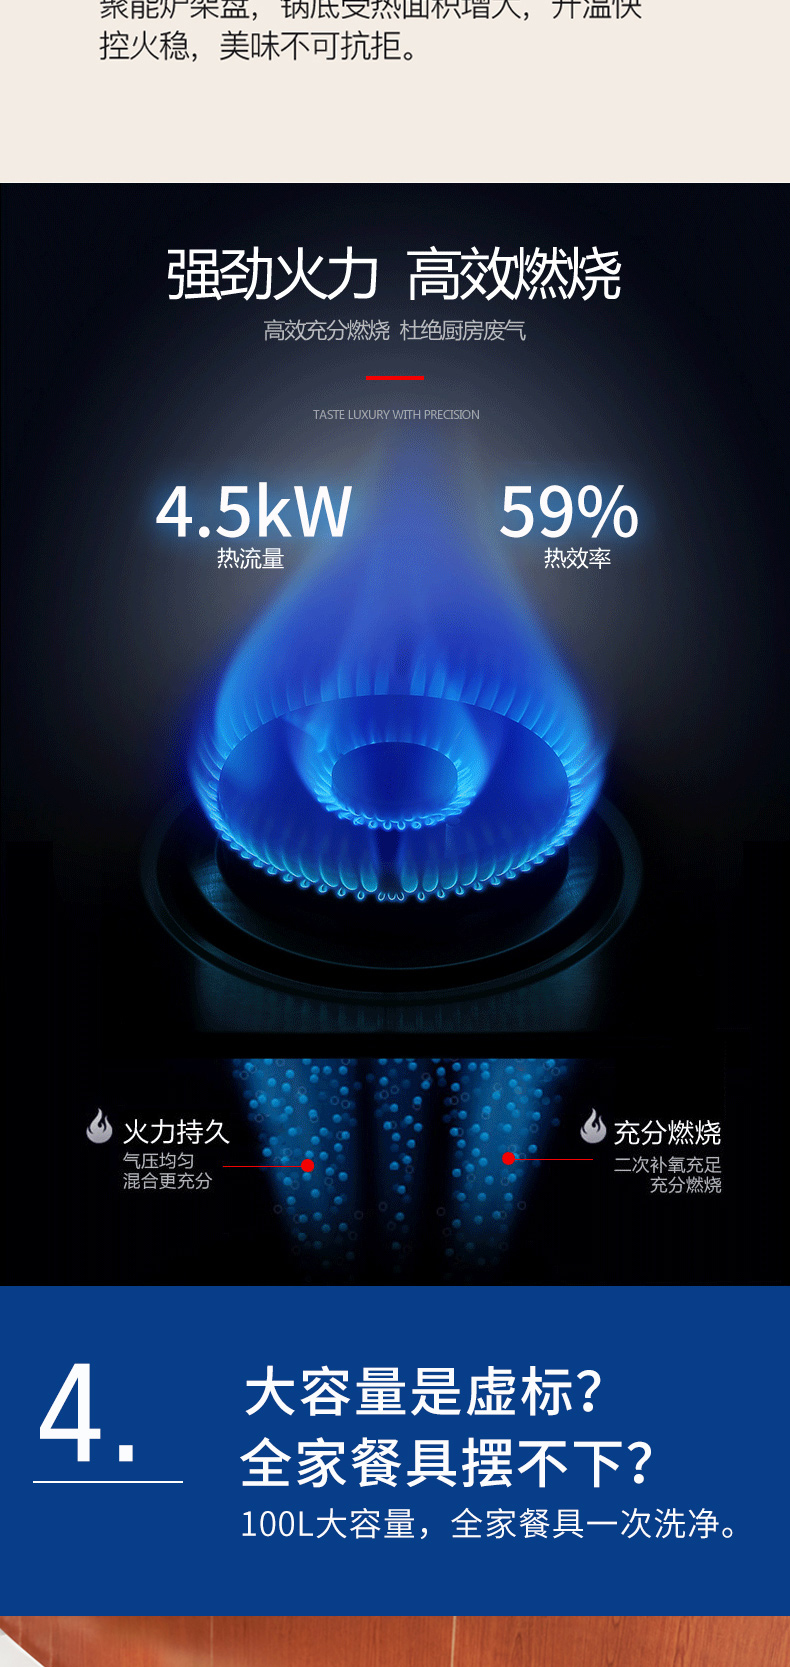 聚能炉架盘，锅底受热面积增大，升温快
控火稳，美味不可抗拒。
强劲火力 高效燃烧
高效充分燃烧 杜绝厨房废气
TASTE LUXURY WITH PRECISION
4.5kW
热流量
59%
热效率
火力持久
气压均匀
混合更充分
充分燃烧
二次补氧充足
充分燃烧
4.
大容量是虚标？
全家餐具摆不下？
100L大容量，全家餐具一次洗净。